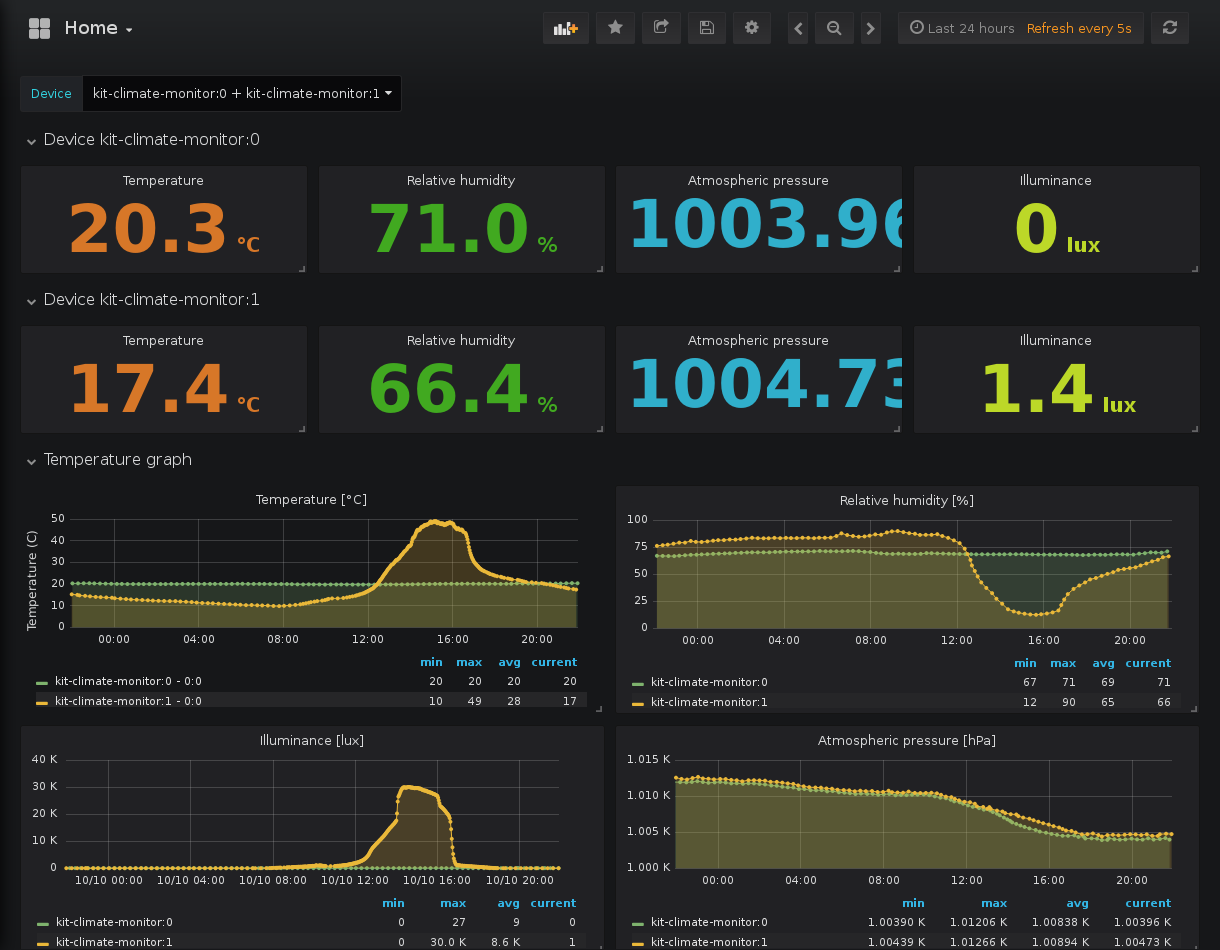 Home
Last 24 hours Refresh every 5s
Device kit-climate-monitor:0 + kit-climate-monitor:1
Device kit-climate-monitor:0
Temperature Relative humidity Atmospheric pressure Illuminance
20.3 °C 71.0 % 1003.96 0 lux
Device kit-climate-monitor:1
Temperature Relative humidity Atmospheric pressure Illuminance
17.4 °C 66.4 % 1004.73 1.4 lux
Temperature graph
Temperature [°C]
Temperature (C)
50
40
30
20
10
0
00:00 04:00 08:00 12:00 16:00 20:00
min max avg current
kit-climate-monitor:0 - 0:0 20 20 20 20
kit-climate-monitor:1 - 0:0 10 49 28 17
Relative humidity [%]
100
75
50
25
0
00:00 04:00 08:00 12:00 16:00 20:00
min max avg current
kit-climate-monitor:0 67 71 69 71
kit-climate-monitor:1 12 90 65 66
Illuminance [lux]
40 K
30 K
20 K
10 K
0
10/10 00:00 10/10 04:00 10/10 08:00 10/10 12:00 10/10 16:00 10/10 20:00
min max avg current
kit-climate-monitor:0 0 27 9 0
kit-climate-monitor:1 0 30.0 K 8.6 K 1
Atmospheric pressure [hPa]
1.015 K
1.010 K
1.005 K
1.000 K
00:00 04:00 08:00 12:00 16:00 20:00
min max avg current
kit-climate-monitor:0 1.00390 K 1.01206 K 1.00838 K 1.00396 K
kit-climate-monitor:1 1.00439 K 1.01266 K 1.00894 K 1.00473 K